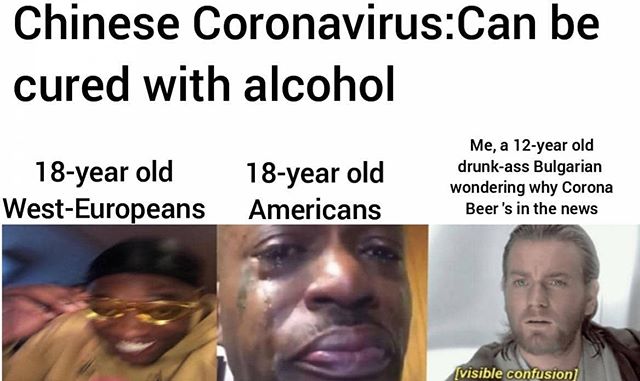 Chinese Coronavirus:Can be
cured with alcohol
18-year old
West-Europeans
18-year old
Americans
Me, a 12-year old
drunk-ass Bulgarian
wondering why Corona
Beer 's in the news
[visible confusion]